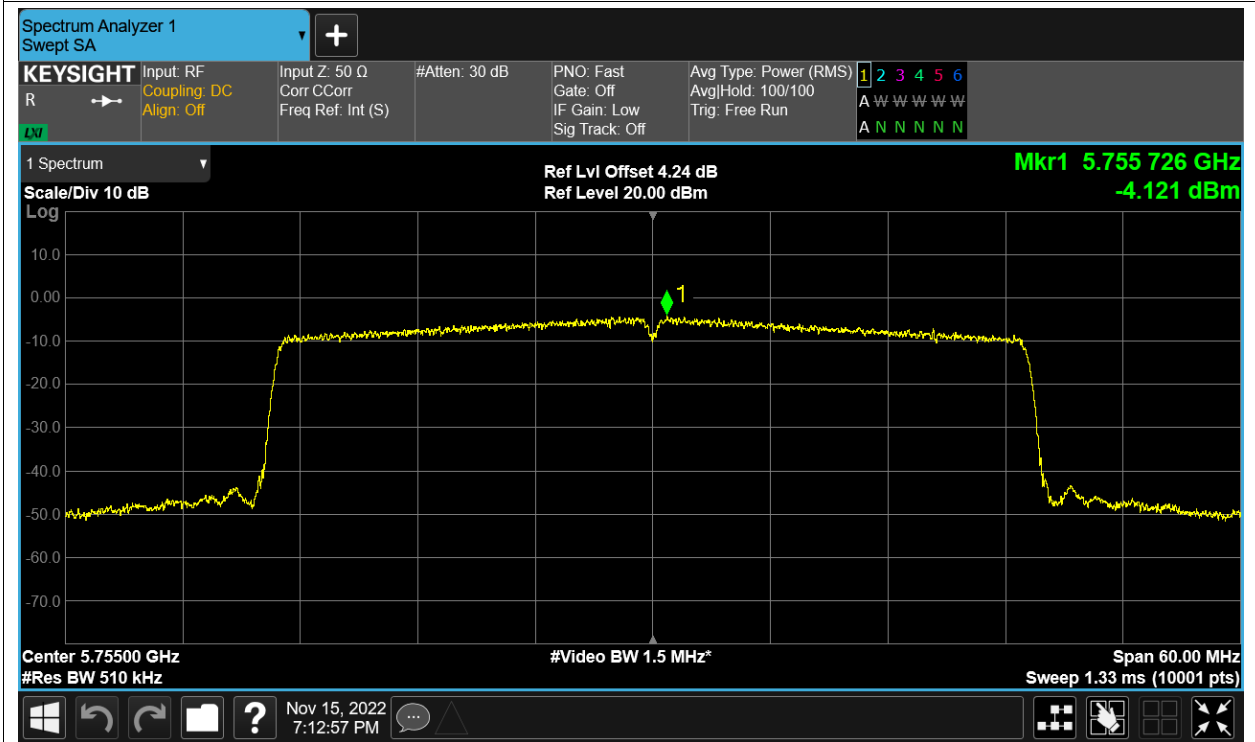 Spectrum Analyzer 1
Swept SA
+
KEYSIGHT
R
LXI
Input: RF
Coupling: DC
Align: Off
Input Z: 50 Ω
Corr CCorr
Freq Ref: Int (S)
#Atten: 30 dB
PNO: Fast
Gate: Off
IF Gain: Low
Sig Track: Off
Avg Type: Power (RMS)
Avg|Hold: 100/100
Trig: Free Run
1 2 3 4 5 6
A W W W W W
A N N N N N
1 Spectrum
Scale/Div 10 dB
Log
Ref Lvl Offset 4.24 dB
Ref Level 20.00 dBm
Mkr1 5.755 726 GHz
-4.121 dBm
10.0
0.00
-10.0
-20.0
-30.0
-40.0
-50.0
-60.0
-70.0
1
Center 5.75500 GHz
#Res BW 510 kHz
#Video BW 1.5 MHz*
Span 60.00 MHz
Sweep 1.33 ms (10001 pts)
?
Nov 15, 2022
7:12:57 PM